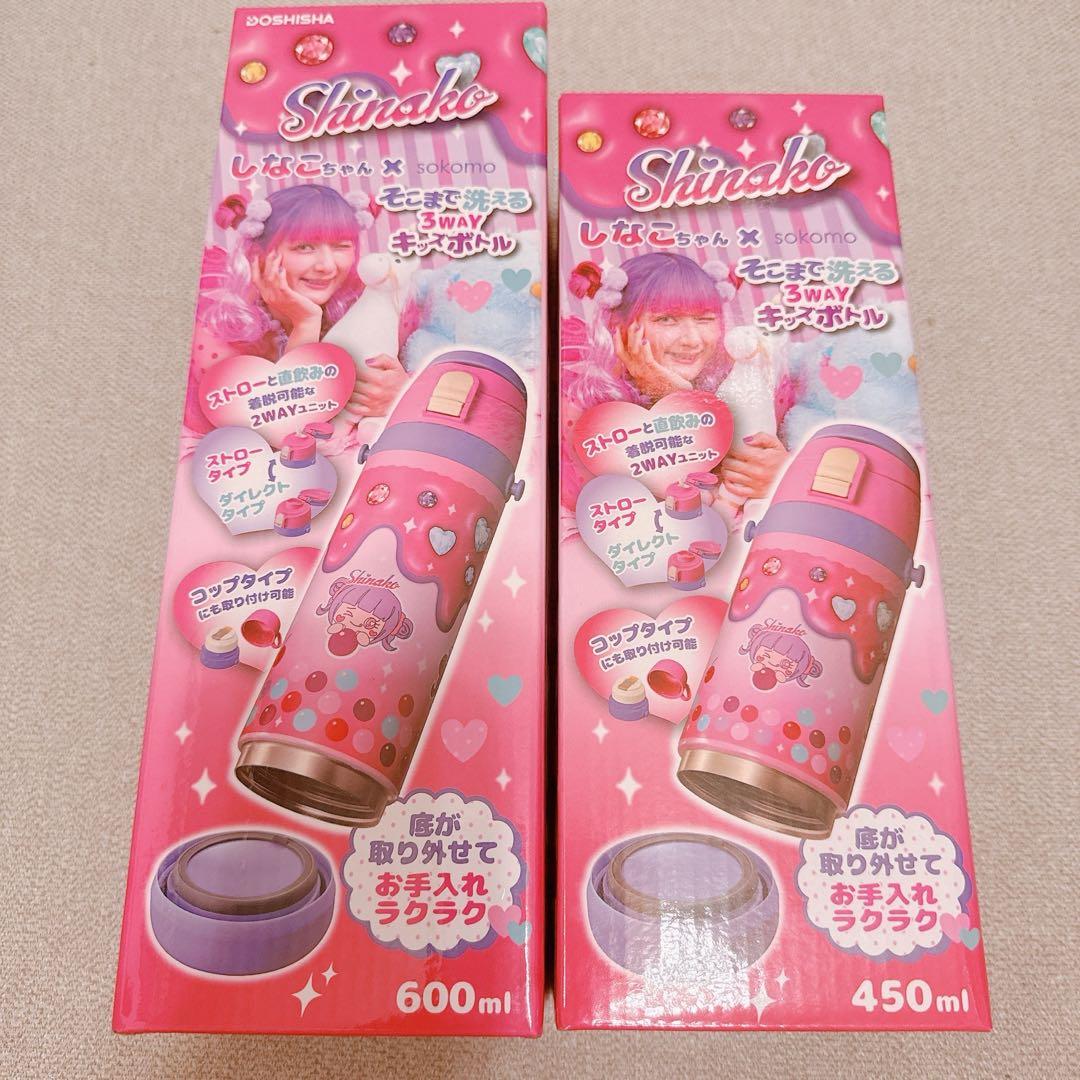 DOSHISHA
Shinako
しなこちゃん × sokomo
そこまで洗える
3WAY
キッズボトル
ストローと直飲みの
着脱可能な
2WAYユニット
ストロー
タイプ
ダイレクト
タイプ
コップタイプ
にも取り付け可能
Shinako
底が
取り外せて
お手入れ
ラクラク
600ml
Shinako
しなこちゃん × sokomo
そこまで洗える
3WAY
キッズボトル
ストローと直飲みの
着脱可能な
2WAYユニット
ストロー
タイプ
ダイレクト
タイプ
コップタイプ
にも取り付け可能
Shinako
底が
取り外せて
お手入れ
ラクラク
450ml